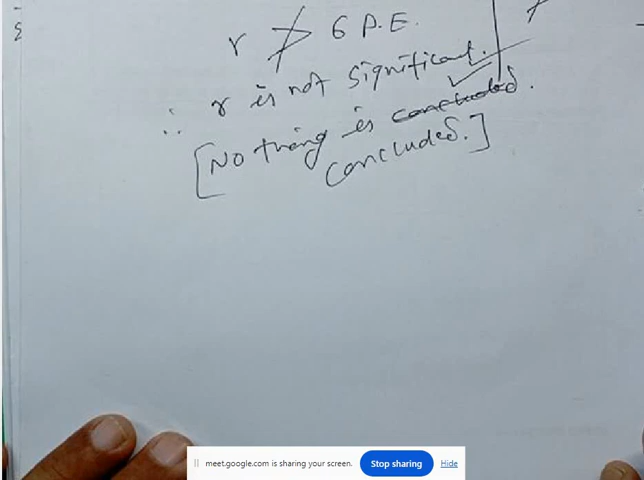 r ≯ 6 P.E.
∴ r is not significant.
[No thing is concluded.
concluded.]
meet.google.com is sharing your screen. Stop sharing Hide